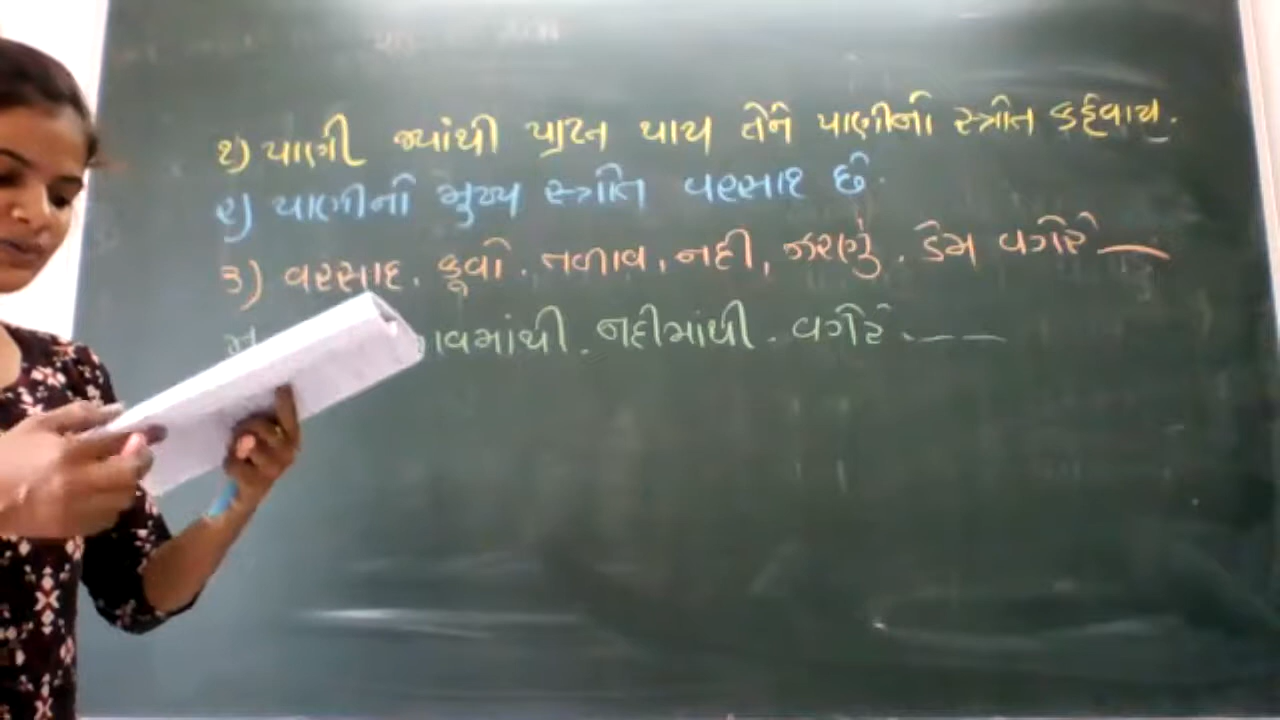 ૧) પાણી જ્યાંથી પ્રાપ્ત થાય તેને પાણીનો સ્ત્રોત કહેવાય.
૨) પાણીનો મુખ્ય સ્ત્રોત વરસાદ છે.
૩) વરસાદ. કૂવો. તળાવ, નદી, ઝરણું. ડેમ વગેરે —
ાવમાંથી. નદીમાંથી. વગેરે. — —